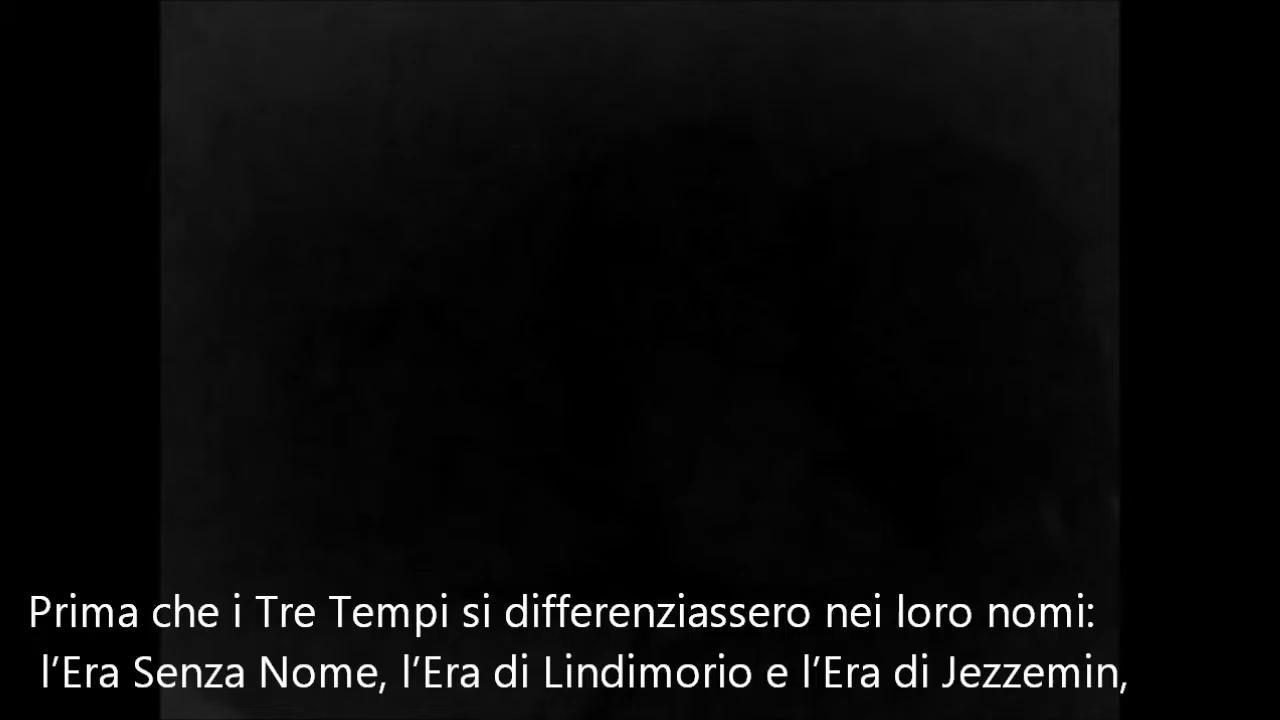 Prima che i Tre Tempi si differenziassero nei loro nomi:
l’Era Senza Nome, l’Era di Lindimorio e l’Era di Jezzemin,